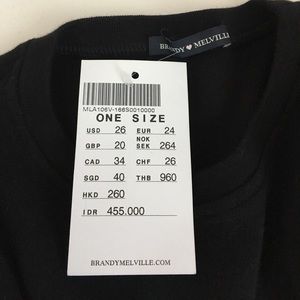 BRANDY ♥ MELVILLE
MLA106V-166S0010000
ONE SIZE
USD 26 EUR 24
GBP 20 NOK SEK 264
CAD 34 CHF 26
SGD 40 THB 960
HKD 260
IDR 455.000
BRANDYMELVILLE.COM